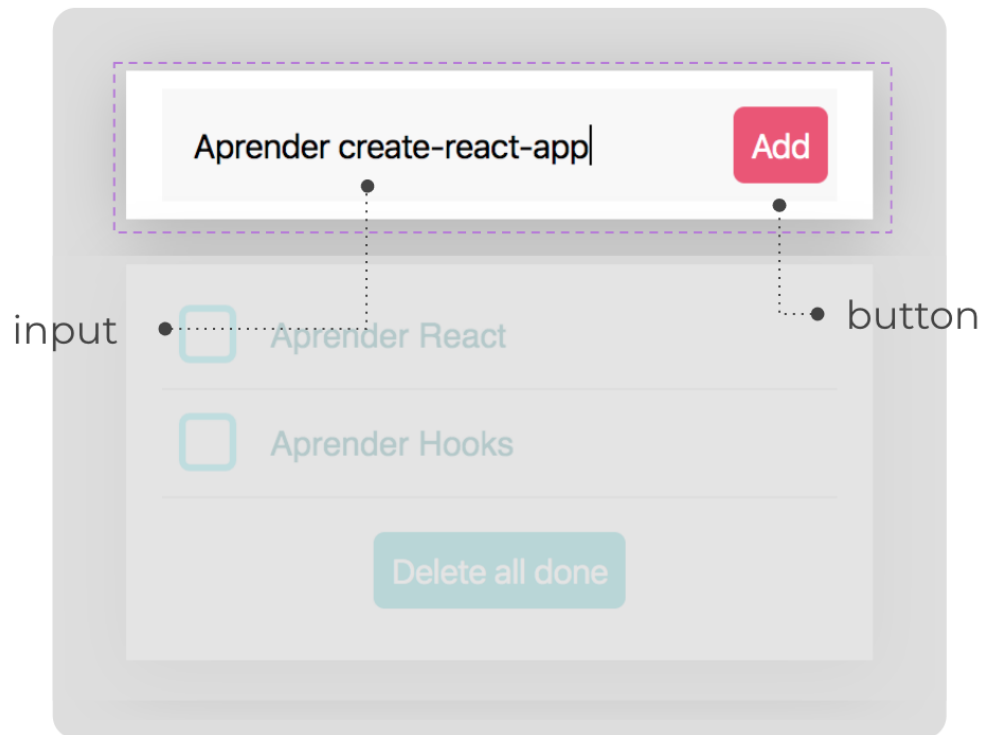 Aprender create-react-app
Add
input
button
Aprender React
Aprender Hooks
Delete all done